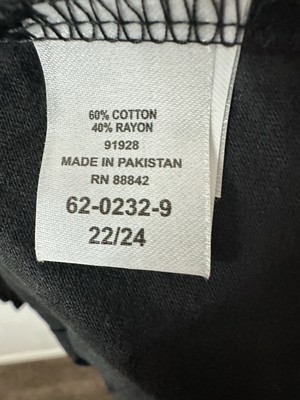 60% COTTON
40% RAYON
91928
MADE IN PAKISTAN
RN 88842
62-0232-9
22/24